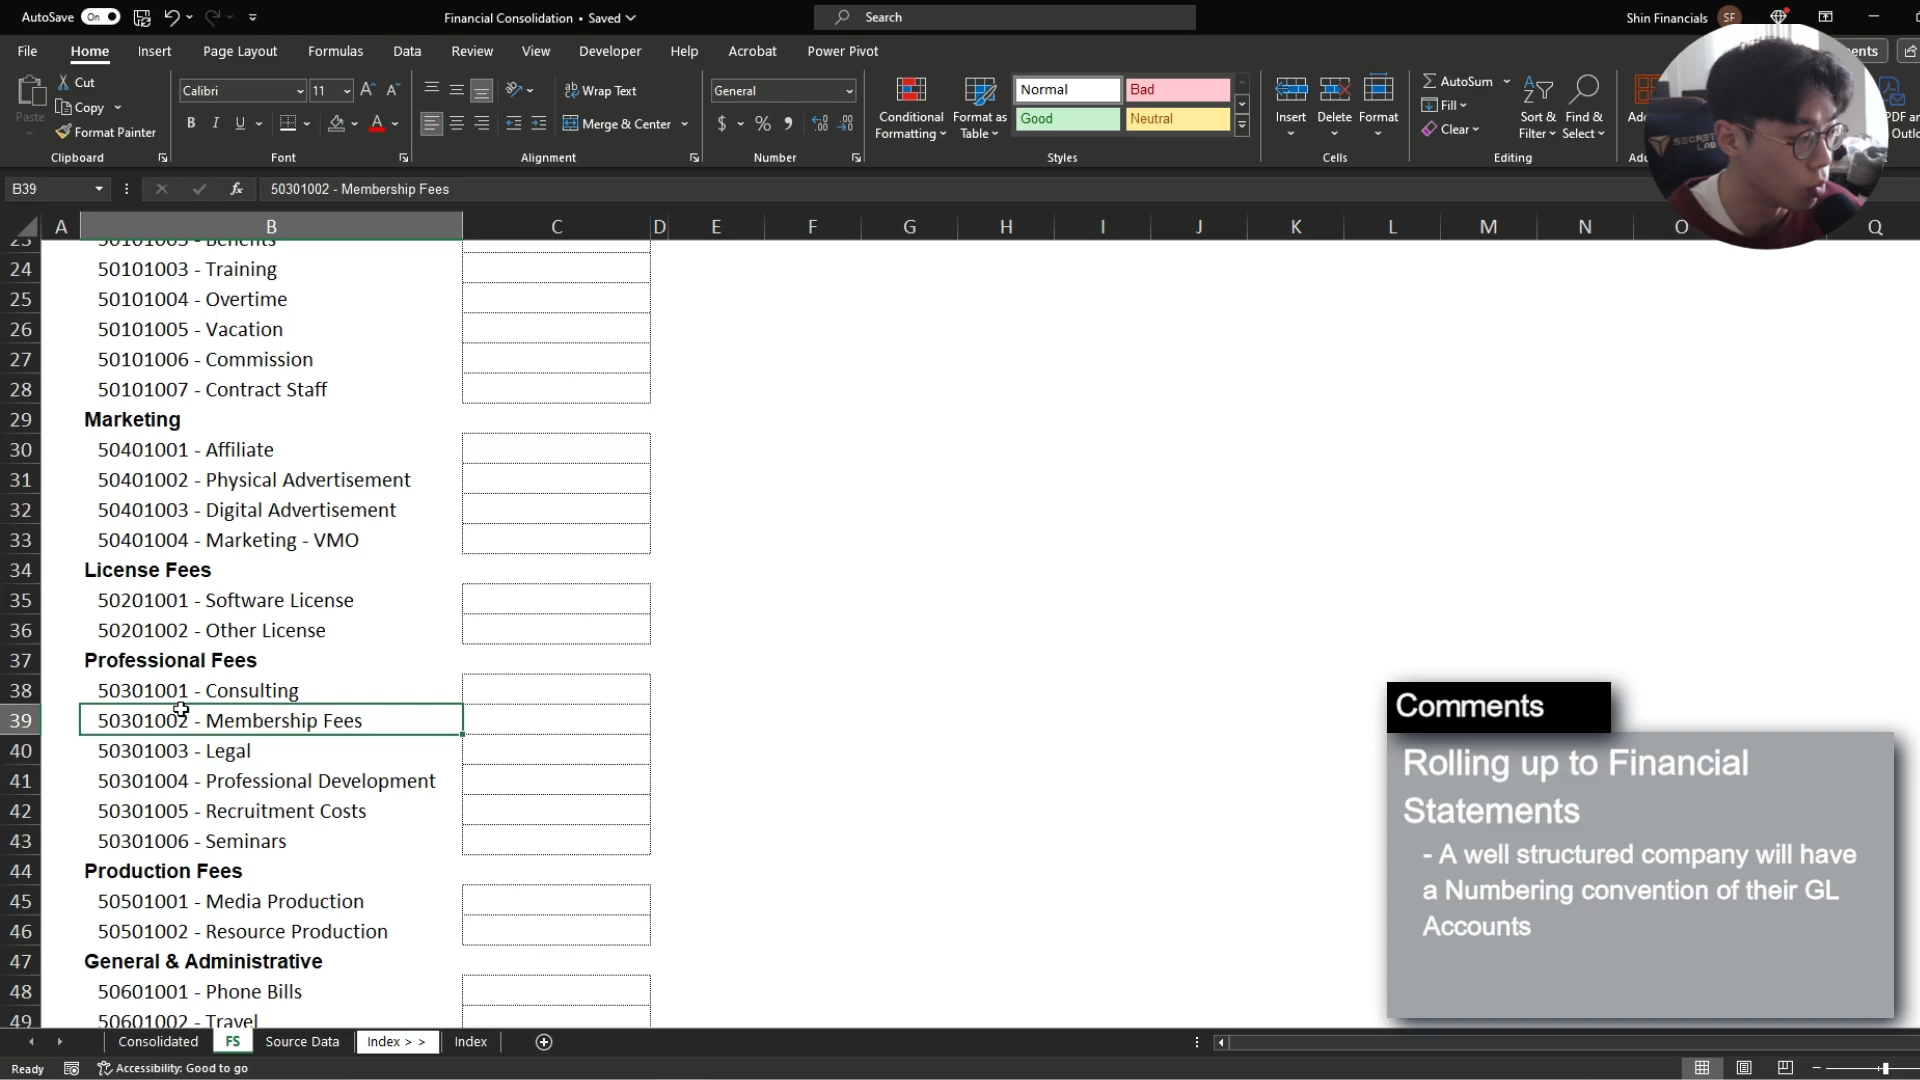 AutoSave On Financial Consolidation • Saved Search Shin Financials SF
File Home Insert Page Layout Formulas Data Review View Developer Help Acrobat Power Pivot
Cut
Copy
Format Painter
Paste
Clipboard
Calibri 11
B I U
Font
Wrap Text
Merge & Center
Alignment
General
$ % 9
Number
Conditional
Formatting
Format as
Table
Normal Bad
Good Neutral
Styles
Insert Delete Format
Cells
AutoSum
Fill
Clear
Sort &
Filter
Find &
Select
Editing
B39 fx 50301002 - Membership Fees
A B C D E F G H I J K L M N O Q
23 50101003 - Benefits
24 50101003 - Training
25 50101004 - Overtime
26 50101005 - Vacation
27 50101006 - Commission
28 50101007 - Contract Staff
29 Marketing
30 50401001 - Affiliate
31 50401002 - Physical Advertisement
32 50401003 - Digital Advertisement
33 50401004 - Marketing - VMO
34 License Fees
35 50201001 - Software License
36 50201002 - Other License
37 Professional Fees
38 50301001 - Consulting
39 50301002 - Membership Fees
40 50301003 - Legal
41 50301004 - Professional Development
42 50301005 - Recruitment Costs
43 50301006 - Seminars
44 Production Fees
45 50501001 - Media Production
46 50501002 - Resource Production
47 General & Administrative
48 50601001 - Phone Bills
49 50601002 - Travel
Comments
Rolling up to Financial
Statements
- A well structured company will have
a Numbering convention of their GL
Accounts
Consolidated FS Source Data Index > > Index
Ready Accessibility: Good to go